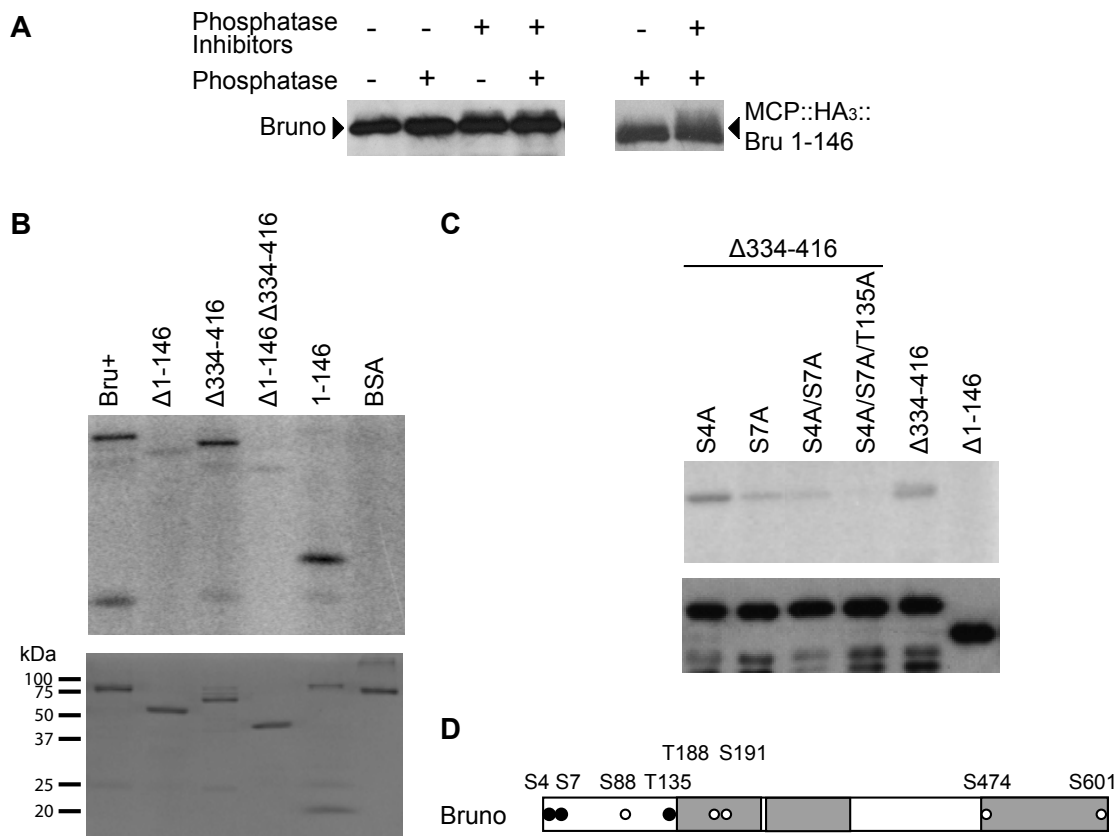 A
Phosphatase Inhibitors - - + +   - +
Phosphatase - + - +   + +
Bruno
MCP::HA3::
Bru 1-146
B
Bru+
Δ1-146
Δ334-416
Δ1-146 Δ334-416
1-146
BSA
kDa
100
75
50
37
25
20
C
Δ334-416
S4A
S7A
S4A/S7A
S4A/S7A/T135A
Δ334-416
Δ1-146
D
T188 S191
S4 S7 S88 T135 S474 S601
Bruno